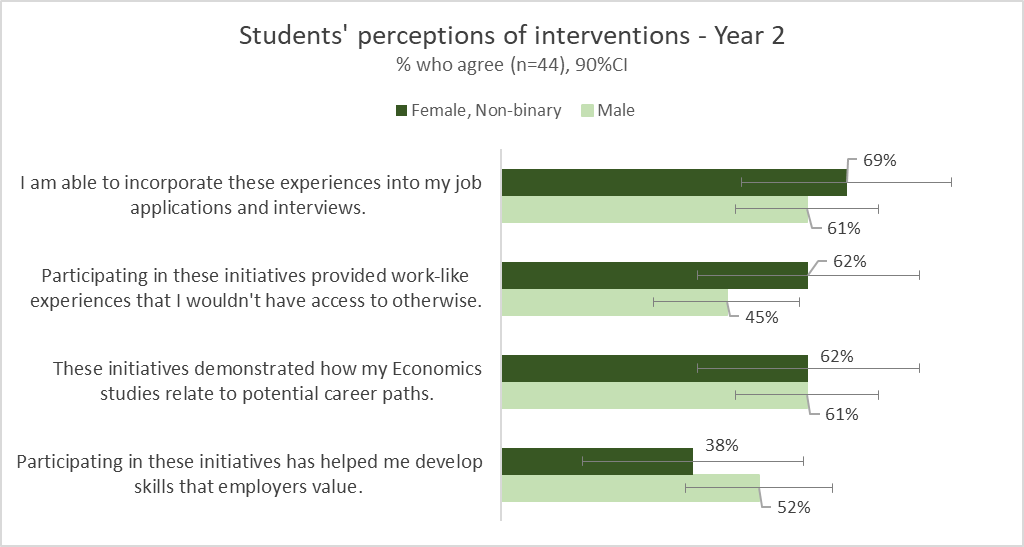 Students' perceptions of interventions - Year 2
% who agree (n=44), 90%CI
Female, Non-binary
Male
I am able to incorporate these experiences into my job
applications and interviews.
69%
61%
Participating in these initiatives provided work-like
experiences that I wouldn't have access to otherwise.
62%
45%
These initiatives demonstrated how my Economics
studies relate to potential career paths.
62%
61%
Participating in these initiatives has helped me develop
skills that employers value.
38%
52%